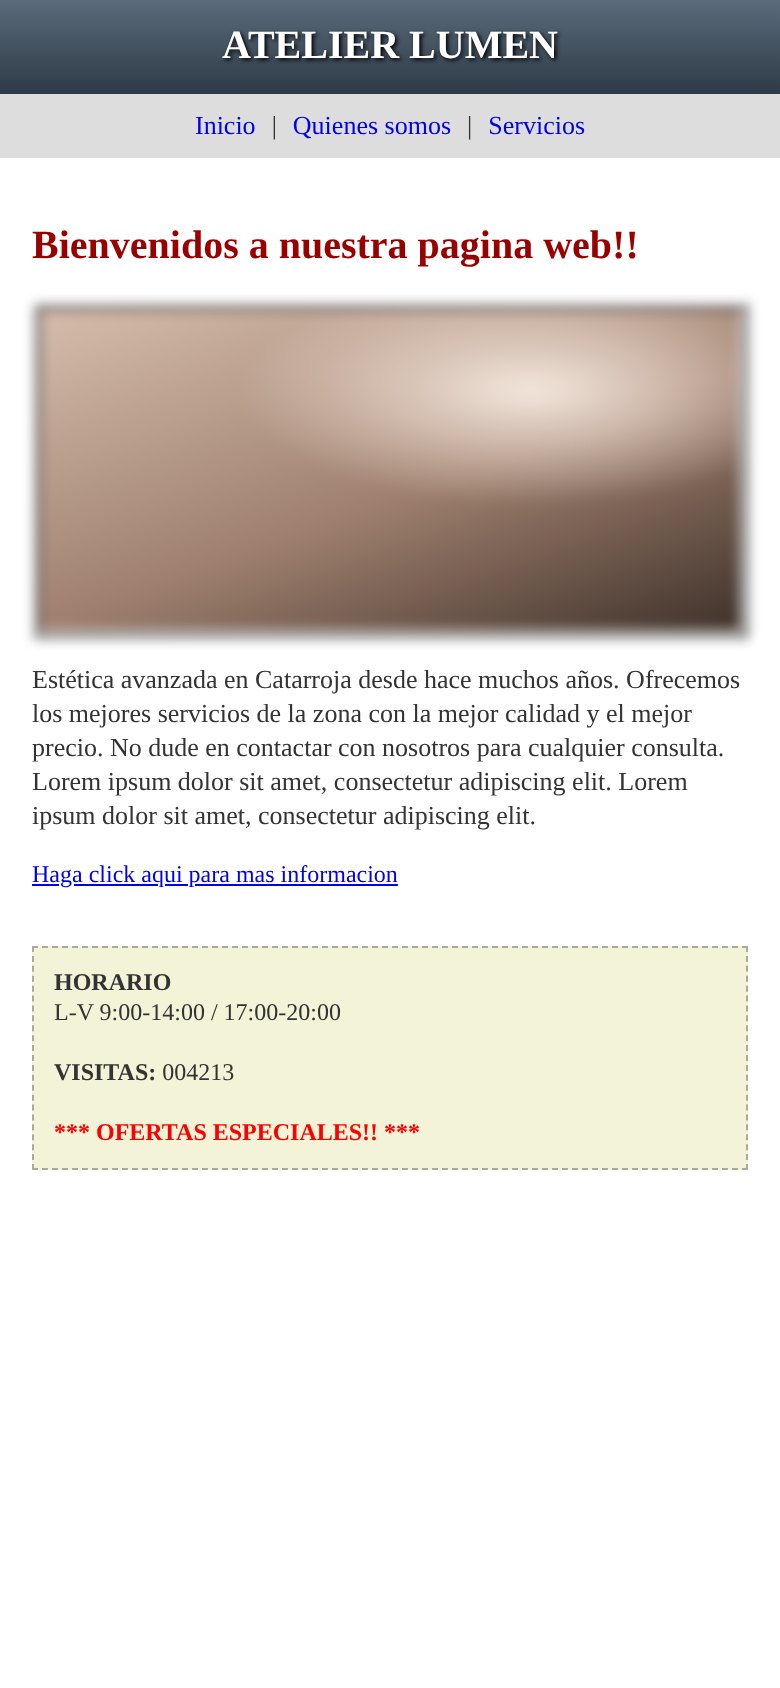 ATELIER LUMEN
Inicio | Quienes somos | Servicios
Bienvenidos a nuestra pagina web!!
Estética avanzada en Catarroja desde hace muchos años. Ofrecemos
los mejores servicios de la zona con la mejor calidad y el mejor
precio. No dude en contactar con nosotros para cualquier consulta.
Lorem ipsum dolor sit amet, consectetur adipiscing elit. Lorem
ipsum dolor sit amet, consectetur adipiscing elit.
Haga click aqui para mas informacion
HORARIO
L-V 9:00-14:00 / 17:00-20:00
VISITAS: 004213
*** OFERTAS ESPECIALES!! ***